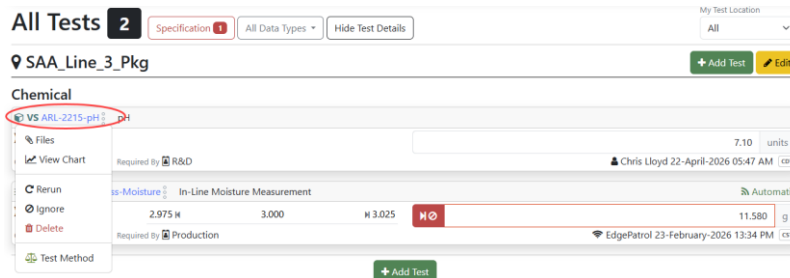 All Tests 2 Specification 1 All Data Types Hide Test Details
My Test Location
All
SAA_Line_3_Pkg + Add Test Edit
Chemical
VS ARL-2215-pH pH
Files
7.10 units
View Chart Required By R&D Chris Lloyd 22-April-2026 05:47 AM
Rerun ss-Moisture In-Line Moisture Measurement Automati
Ignore
2.975 3.000 3.025 11.580 g
Delete Required By Production EdgePatrol 23-February-2026 13:34 PM
Test Method
+ Add Test